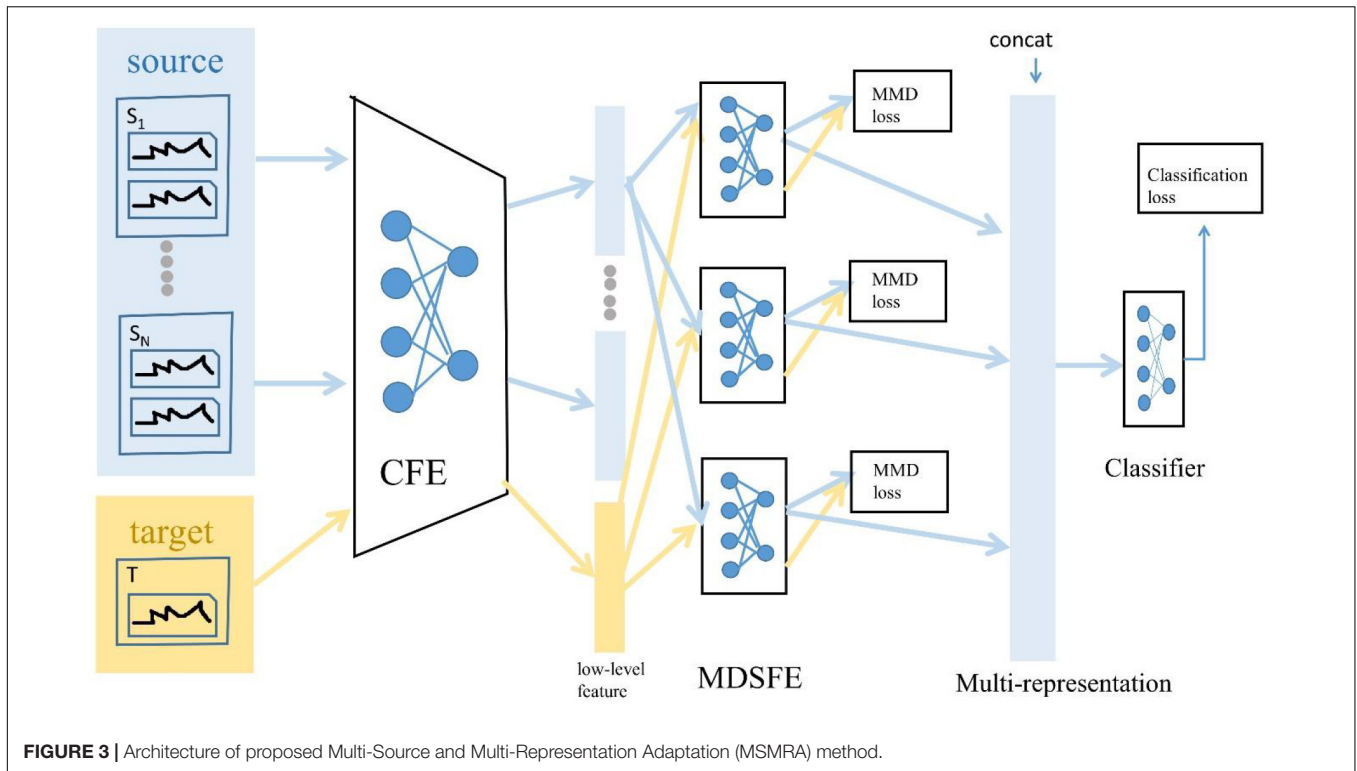 source
S1
SN
target
T
CFE
low-level
feature
MDSFE
MMD
loss
MMD
loss
MMD
loss
concat
Multi-representation
Classification
loss
Classifier
FIGURE 3 | Architecture of proposed Multi-Source and Multi-Representation Adaptation (MSMRA) method.